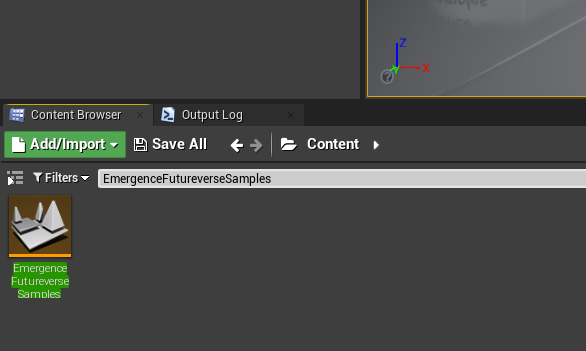 Z
X
Content Browser
Output Log
Add/Import
Save All
Content
Filters
EmergenceFutureverseSamples
Emergence
Futureverse
Samples